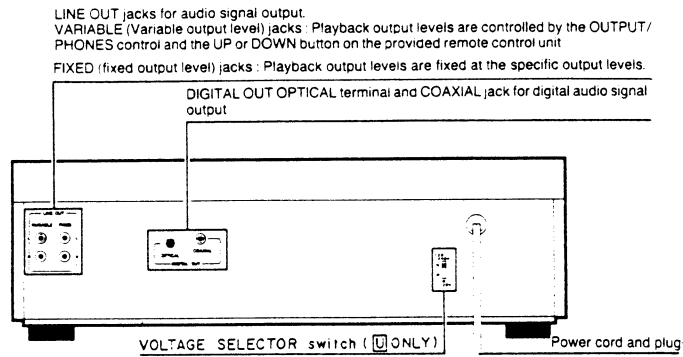 LINE OUT jacks for audio signal output.
VARIABLE (Variable output level) jacks : Playback output levels are controlled by the OUTPUT/
PHONES control and the UP or DOWN button on the provided remote control unit
FIXED (fixed output level) jacks : Playback output levels are fixed at the specific output levels.
DIGITAL OUT OPTICAL terminal and COAXIAL jack for digital audio signal
output
LINE OUT
VARIABLE FIXED
OPTICAL
COAXIAL
DIGITAL OUT
VOLTAGE SELECTOR switch (U ONLY)
Power cord and plug